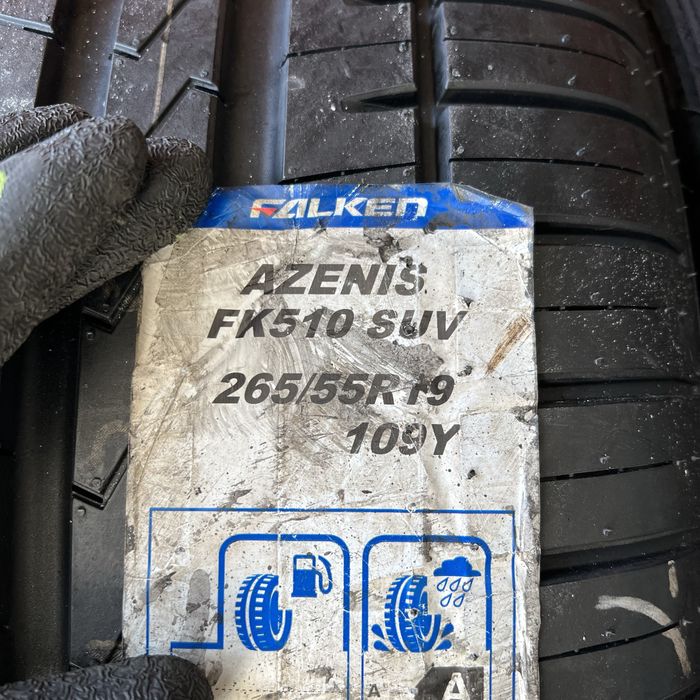 FALKEN
AZENIS
FK510 SUV
265/55R19
109Y
A
A